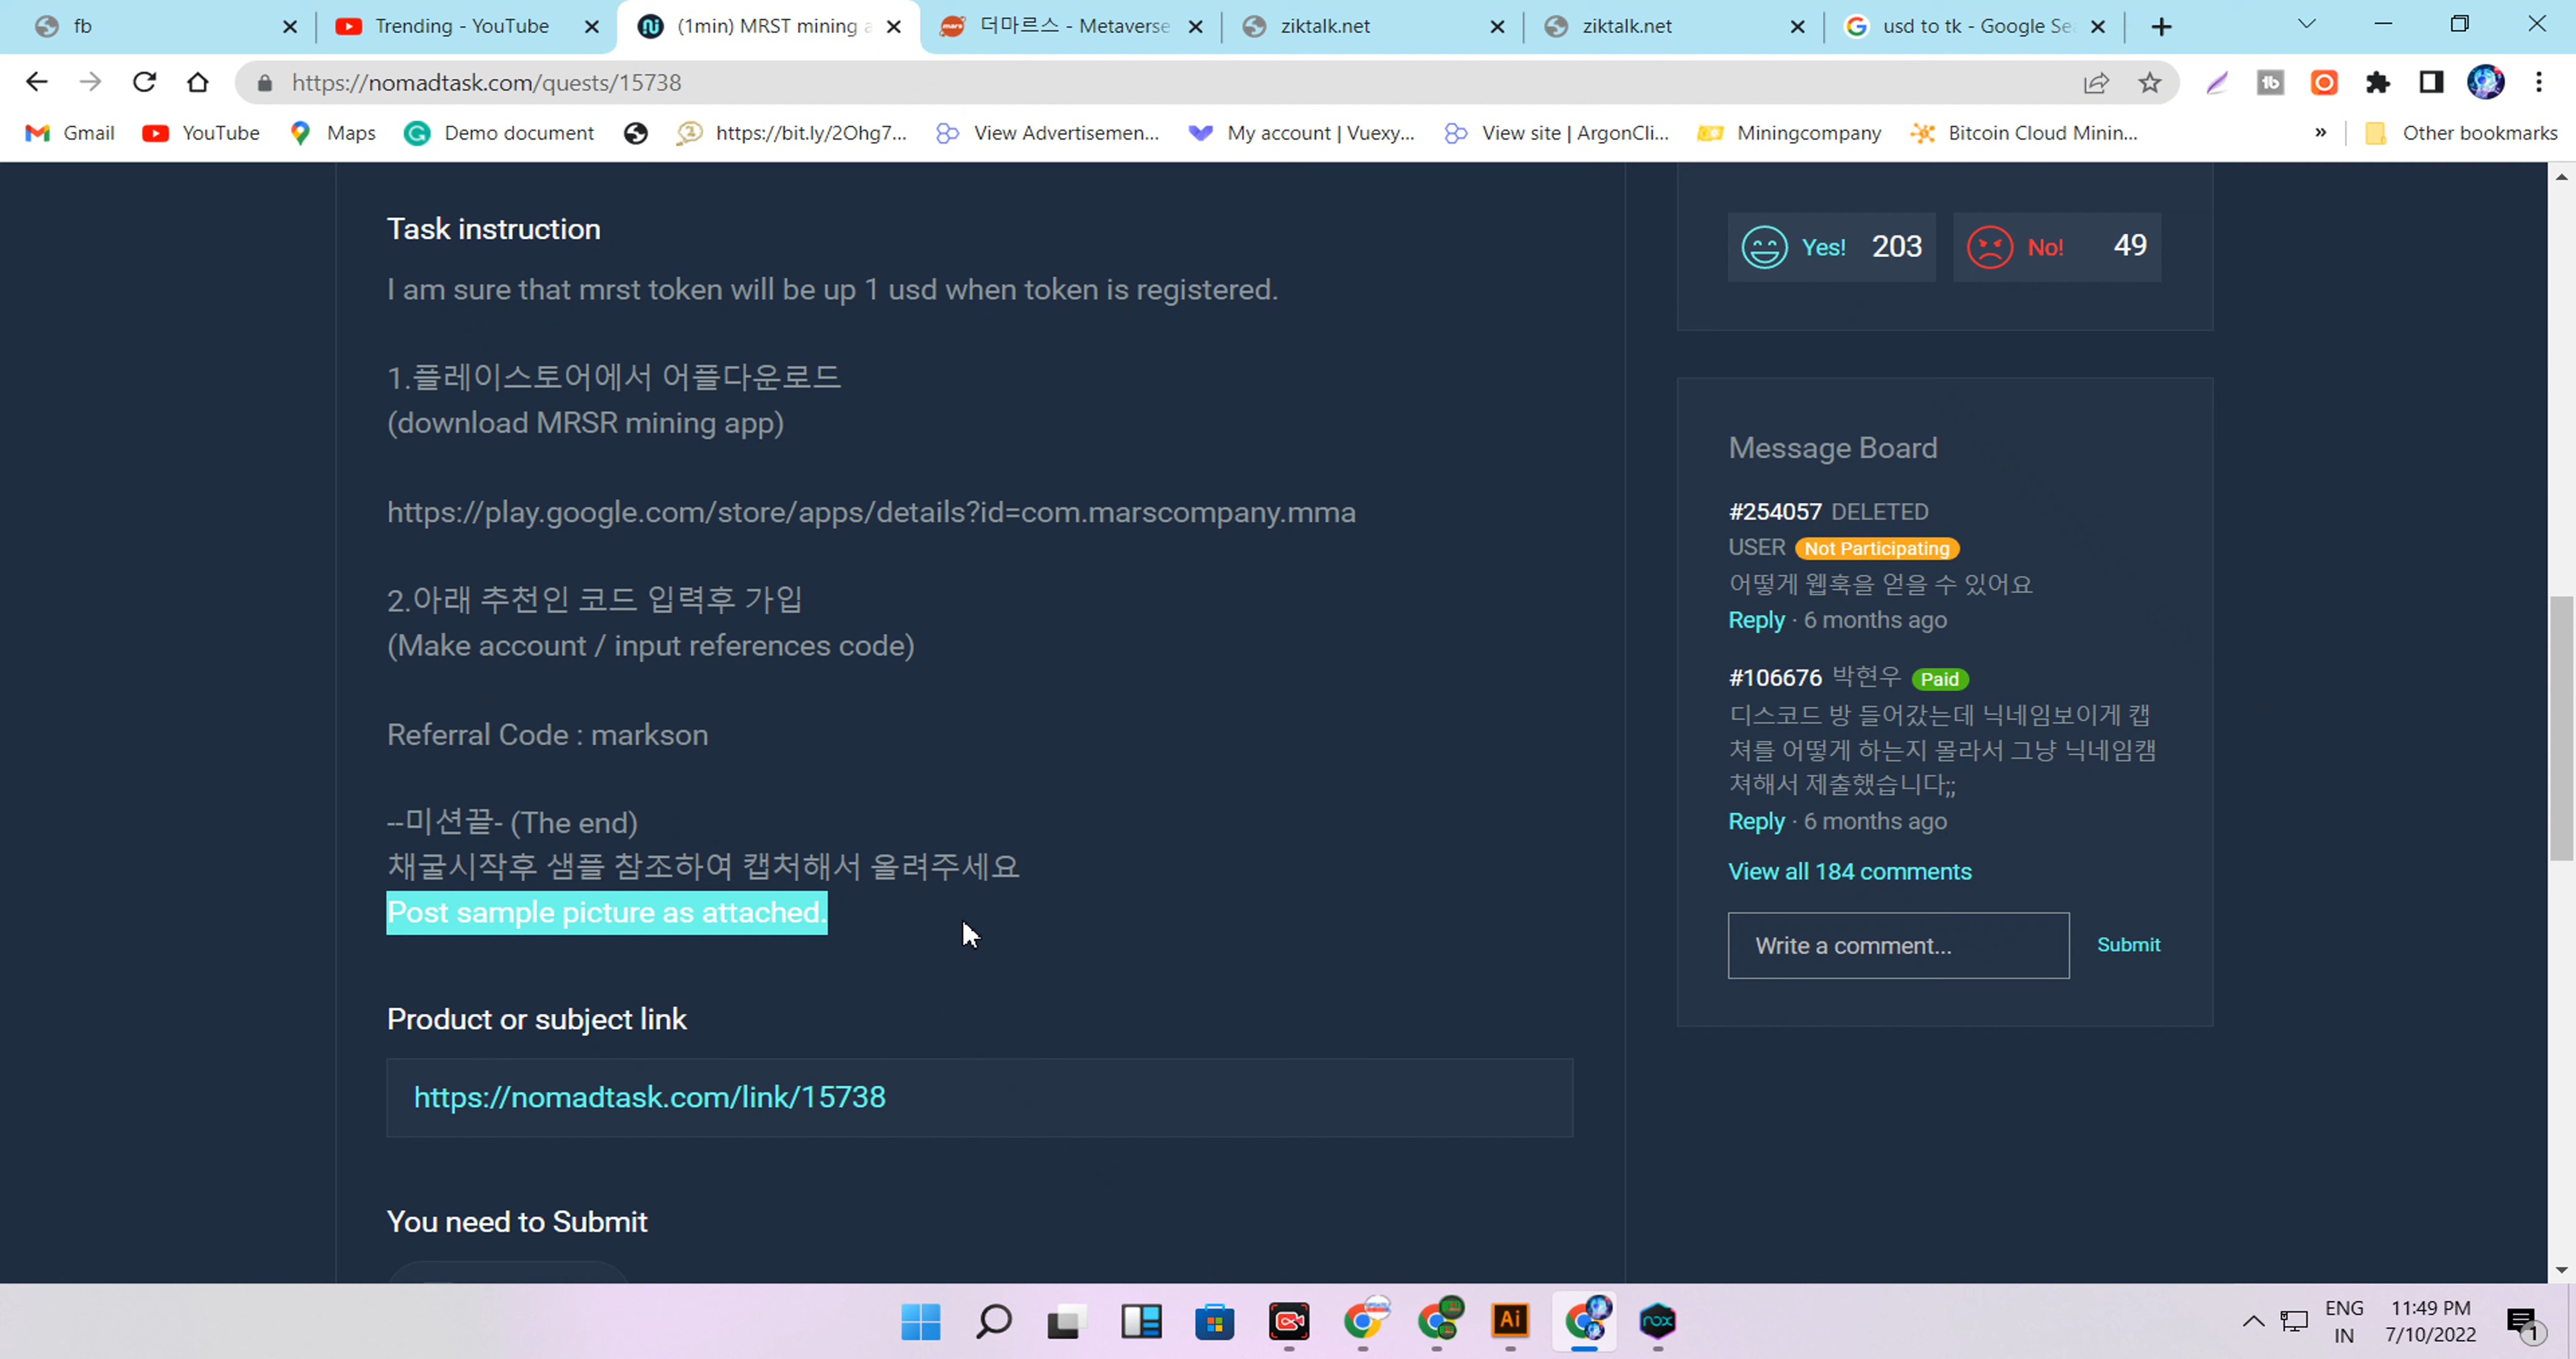 fb
Trending - YouTube
(1min) MRST mining a
더마르스 - Metaverse
ziktalk.net
ziktalk.net
usd to tk - Google Sea
https://nomadtask.com/quests/15738
Gmail
YouTube
Maps
Demo document
https://bit.ly/2Ohg7...
View Advertisemen...
My account | Vuexy...
View site | ArgonCli...
Miningcompany
Bitcoin Cloud Minin...
»
Other bookmarks
Task instruction
I am sure that mrst token will be up 1 usd when token is registered.
1.플레이스토어에서 어플다운로드
(download MRSR mining app)
https://play.google.com/store/apps/details?id=com.marscompany.mma
2.아래 추천인 코드 입력후 가입
(Make account / input references code)
Referral Code : markson
--미션끝- (The end)
채굴시작후 샘플 참조하여 캡처해서 올려주세요
Post sample picture as attached.
Product or subject link
https://nomadtask.com/link/15738
You need to Submit
Yes! 203
No! 49
Message Board
#254057 DELETED
USER Not Participating
어떻게 웹훅을 얻을 수 있어요
Reply · 6 months ago
#106676 박현우 Paid
디스코드 방 들어갔는데 닉네임보이게 캡
쳐를 어떻게 하는지 몰라서 그냥 닉네임캡
쳐해서 제출했습니다;;
Reply · 6 months ago
View all 184 comments
Write a comment...
Submit
Ai
nox
ENG
IN
11:49 PM
7/10/2022
1